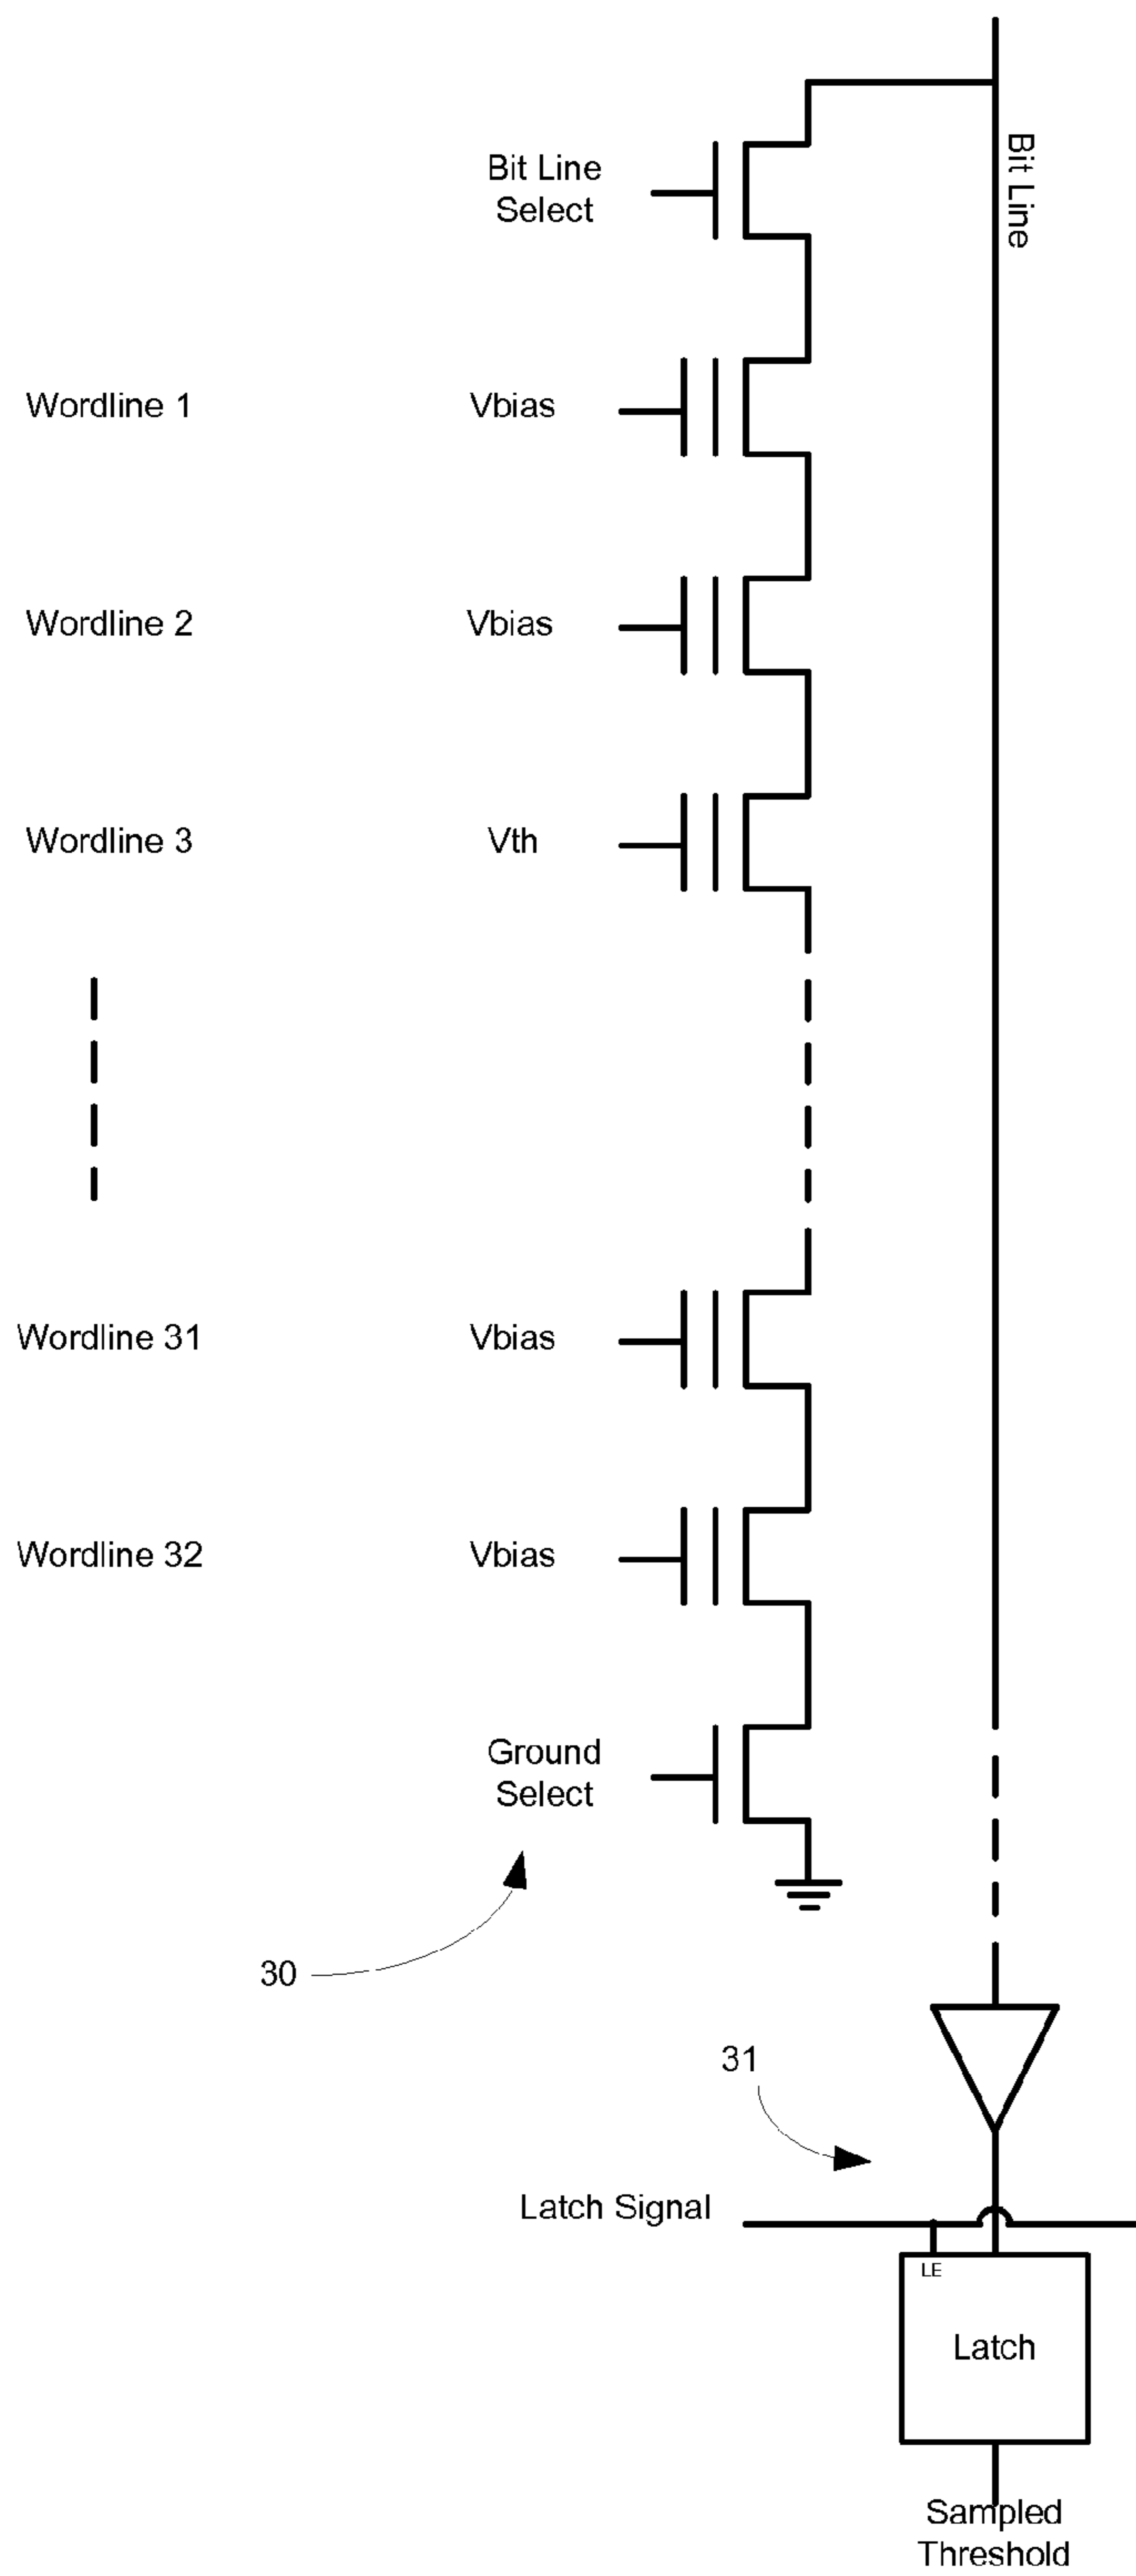 Bit Line
Bit Line
Select
Wordline 1
Vbias
Wordline 2
Vbias
Wordline 3
Vth
Wordline 31
Vbias
Wordline 32
Vbias
Ground
Select
30
31
Latch Signal
LE
Latch
Sampled
Threshold